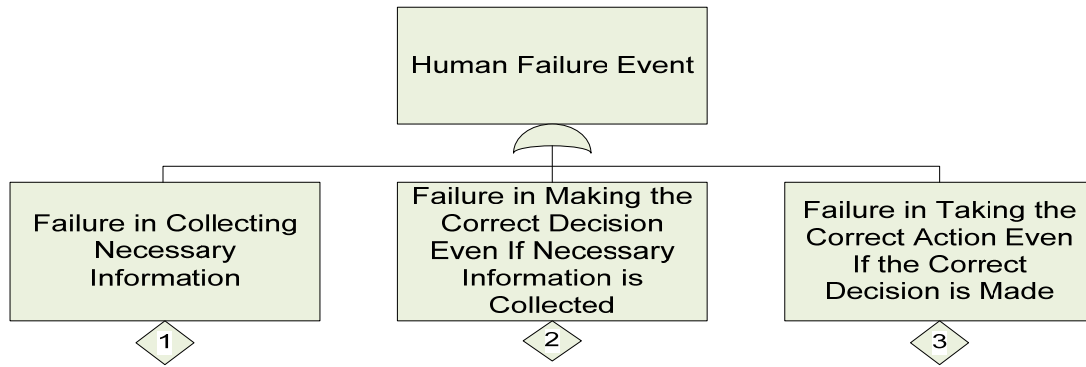 Human Failure Event
Failure in Collecting
Necessary
Information
Failure in Making the
Correct Decision
Even If Necessary
Information is
Collected
Failure in Taking the
Correct Action Even
If the Correct
Decision is Made
1
2
3